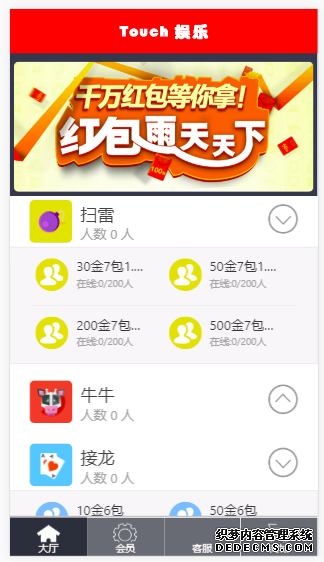 Touch 娱乐
千万红包等你拿!
红包雨天天下
100
扫雷
人数 0 人
30金7包1....
在线:0/200人
50金7包1....
在线:0/200人
200金7包...
在线:0/200人
500金7包...
在线:0/200人
牛牛
人数 0 人
接龙
人数 0 人
10金6包
50金6包
大厅
会员
客服
织梦内容管理系统
DEDECMS.COM